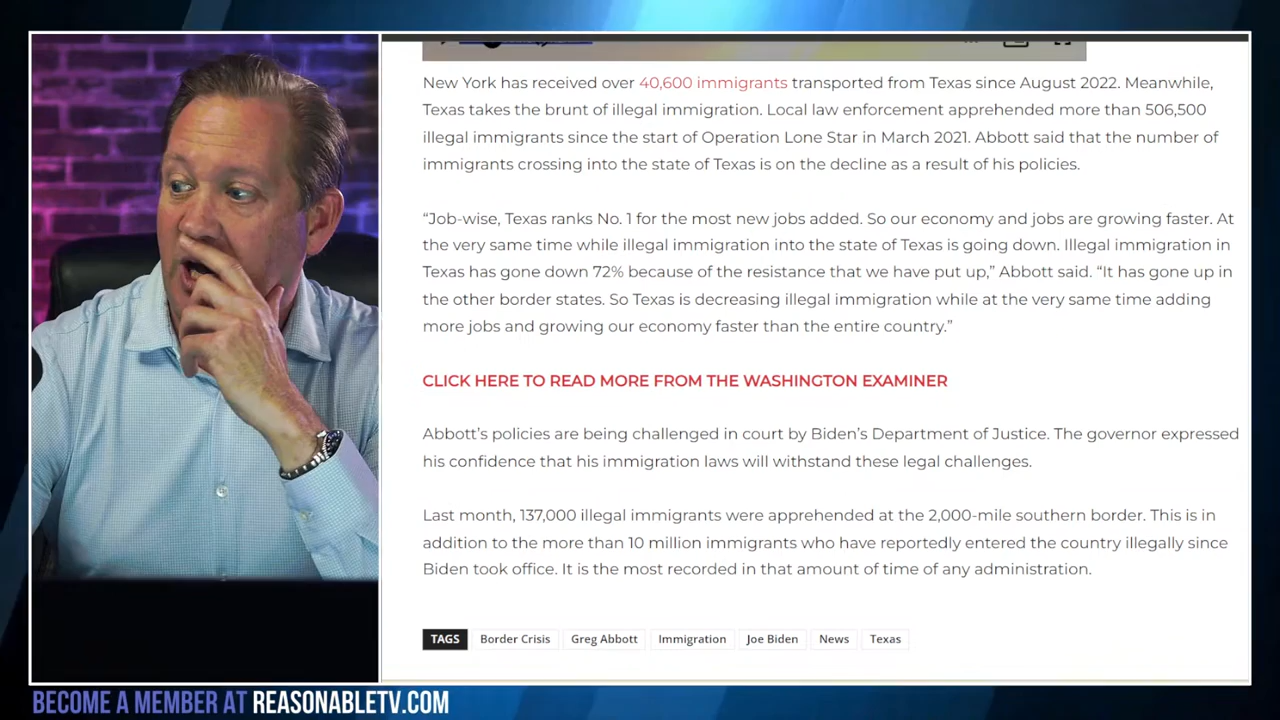 New York has received over 40,600 immigrants transported from Texas since August 2022. Meanwhile,
Texas takes the brunt of illegal immigration. Local law enforcement apprehended more than 506,500
illegal immigrants since the start of Operation Lone Star in March 2021. Abbott said that the number of
immigrants crossing into the state of Texas is on the decline as a result of his policies.
“Job-wise, Texas ranks No. 1 for the most new jobs added. So our economy and jobs are growing faster. At
the very same time while illegal immigration into the state of Texas is going down. Illegal immigration in
Texas has gone down 72% because of the resistance that we have put up,” Abbott said. “It has gone up in
the other border states. So Texas is decreasing illegal immigration while at the very same time adding
more jobs and growing our economy faster than the entire country.”
CLICK HERE TO READ MORE FROM THE WASHINGTON EXAMINER
Abbott’s policies are being challenged in court by Biden’s Department of Justice. The governor expressed
his confidence that his immigration laws will withstand these legal challenges.
Last month, 137,000 illegal immigrants were apprehended at the 2,000-mile southern border. This is in
addition to the more than 10 million immigrants who have reportedly entered the country illegally since
Biden took office. It is the most recorded in that amount of time of any administration.
TAGS Border Crisis Greg Abbott Immigration Joe Biden News Texas
BECOME A MEMBER AT REASONABLETV.COM